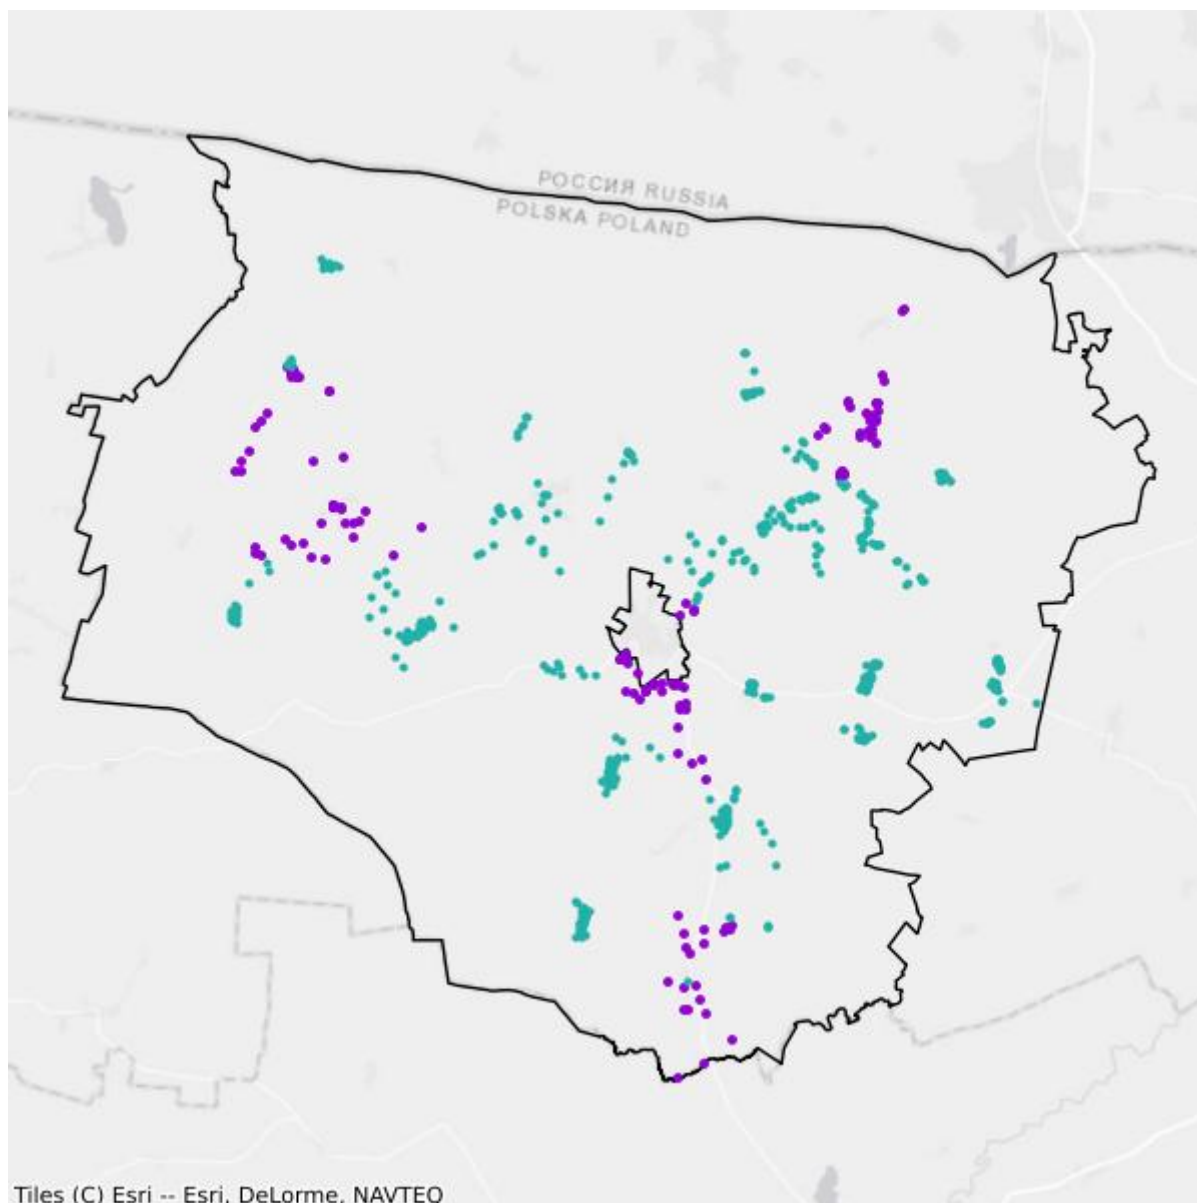 РОССИЯ RUSSIA
POLSKA POLAND
Tiles (C) Esri -- Esri, DeLorme, NAVTEQ